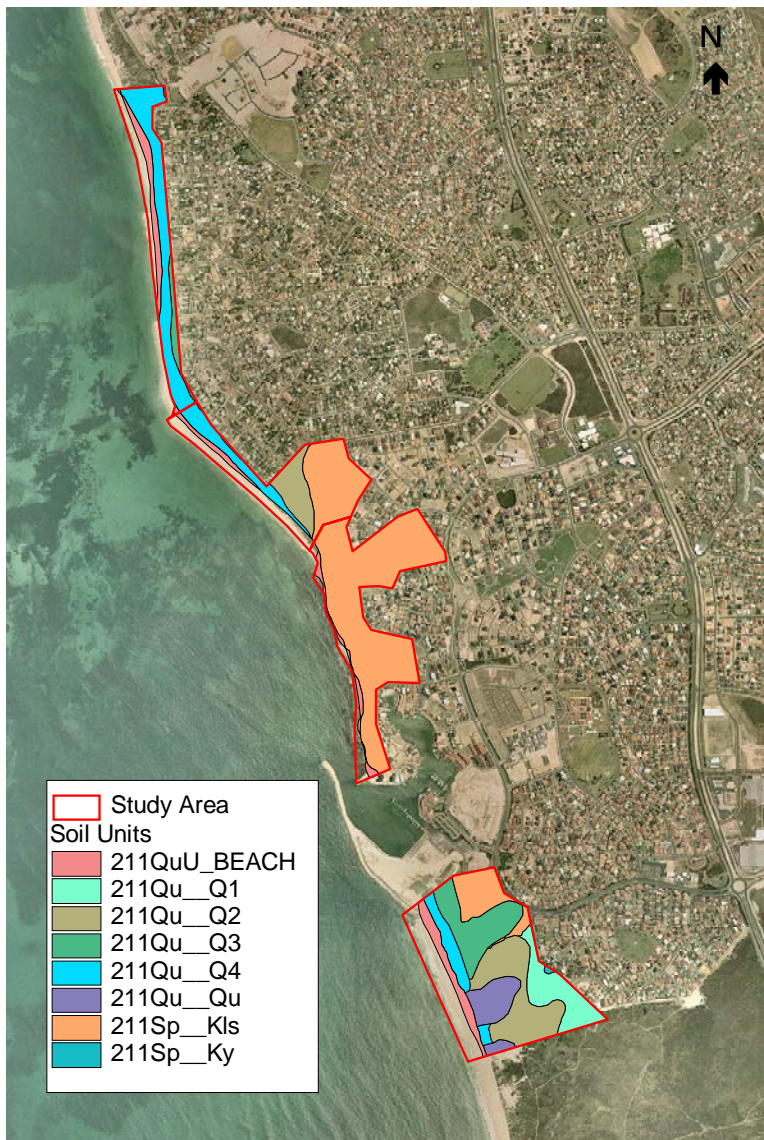 N
Study Area
Soil Units
211QuU_BEACH
211Qu__Q1
211Qu__Q2
211Qu__Q3
211Qu__Q4
211Qu__Qu
211Sp__Kls
211Sp__Ky